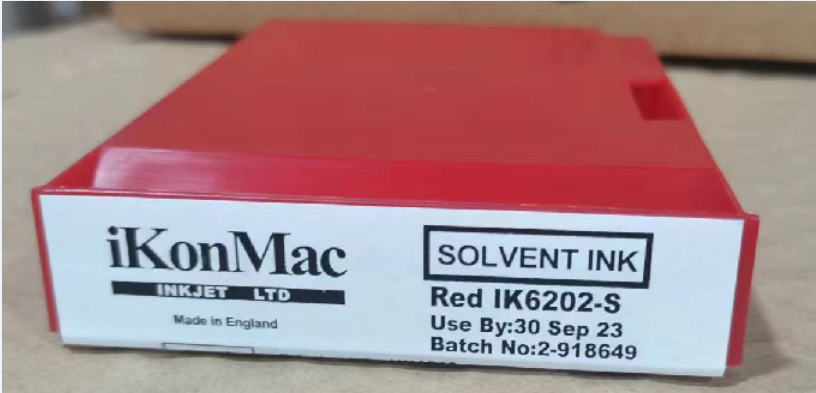 iKonMac
INKJET LTD
Made in England
SOLVENT INK
Red IK6202-S
Use By:30 Sep 23
Batch No:2-918649